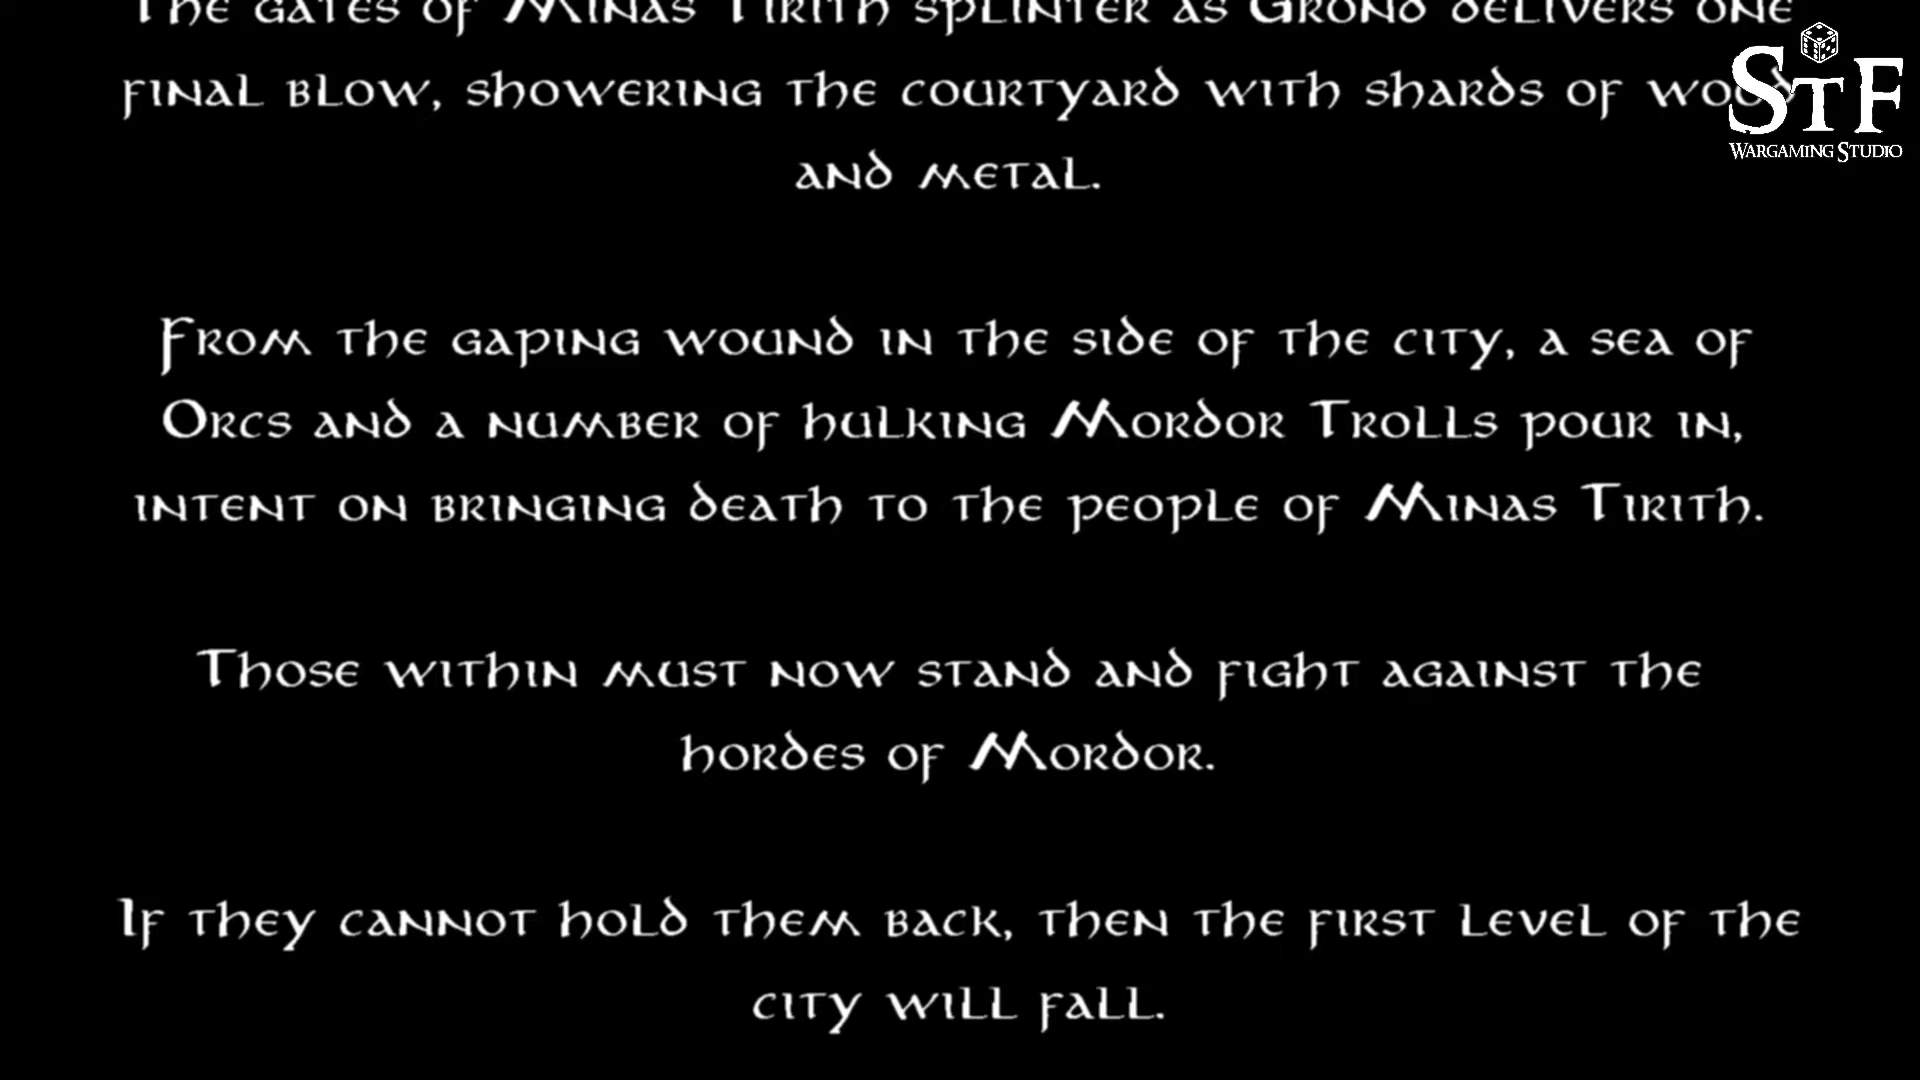 The gates of Minas Tirith splinter as Grond delivers one
final blow, showering the courtyard with shards of wood
and metal.
From the gaping wound in the side of the city, a sea of
Orcs and a number of hulking Mordor Trolls pour in,
intent on bringing death to the people of Minas Tirith.
Those within must now stand and fight against the
hordes of Mordor.
If they cannot hold them back, then the first level of the
city will fall.
STF
Wargaming Studio